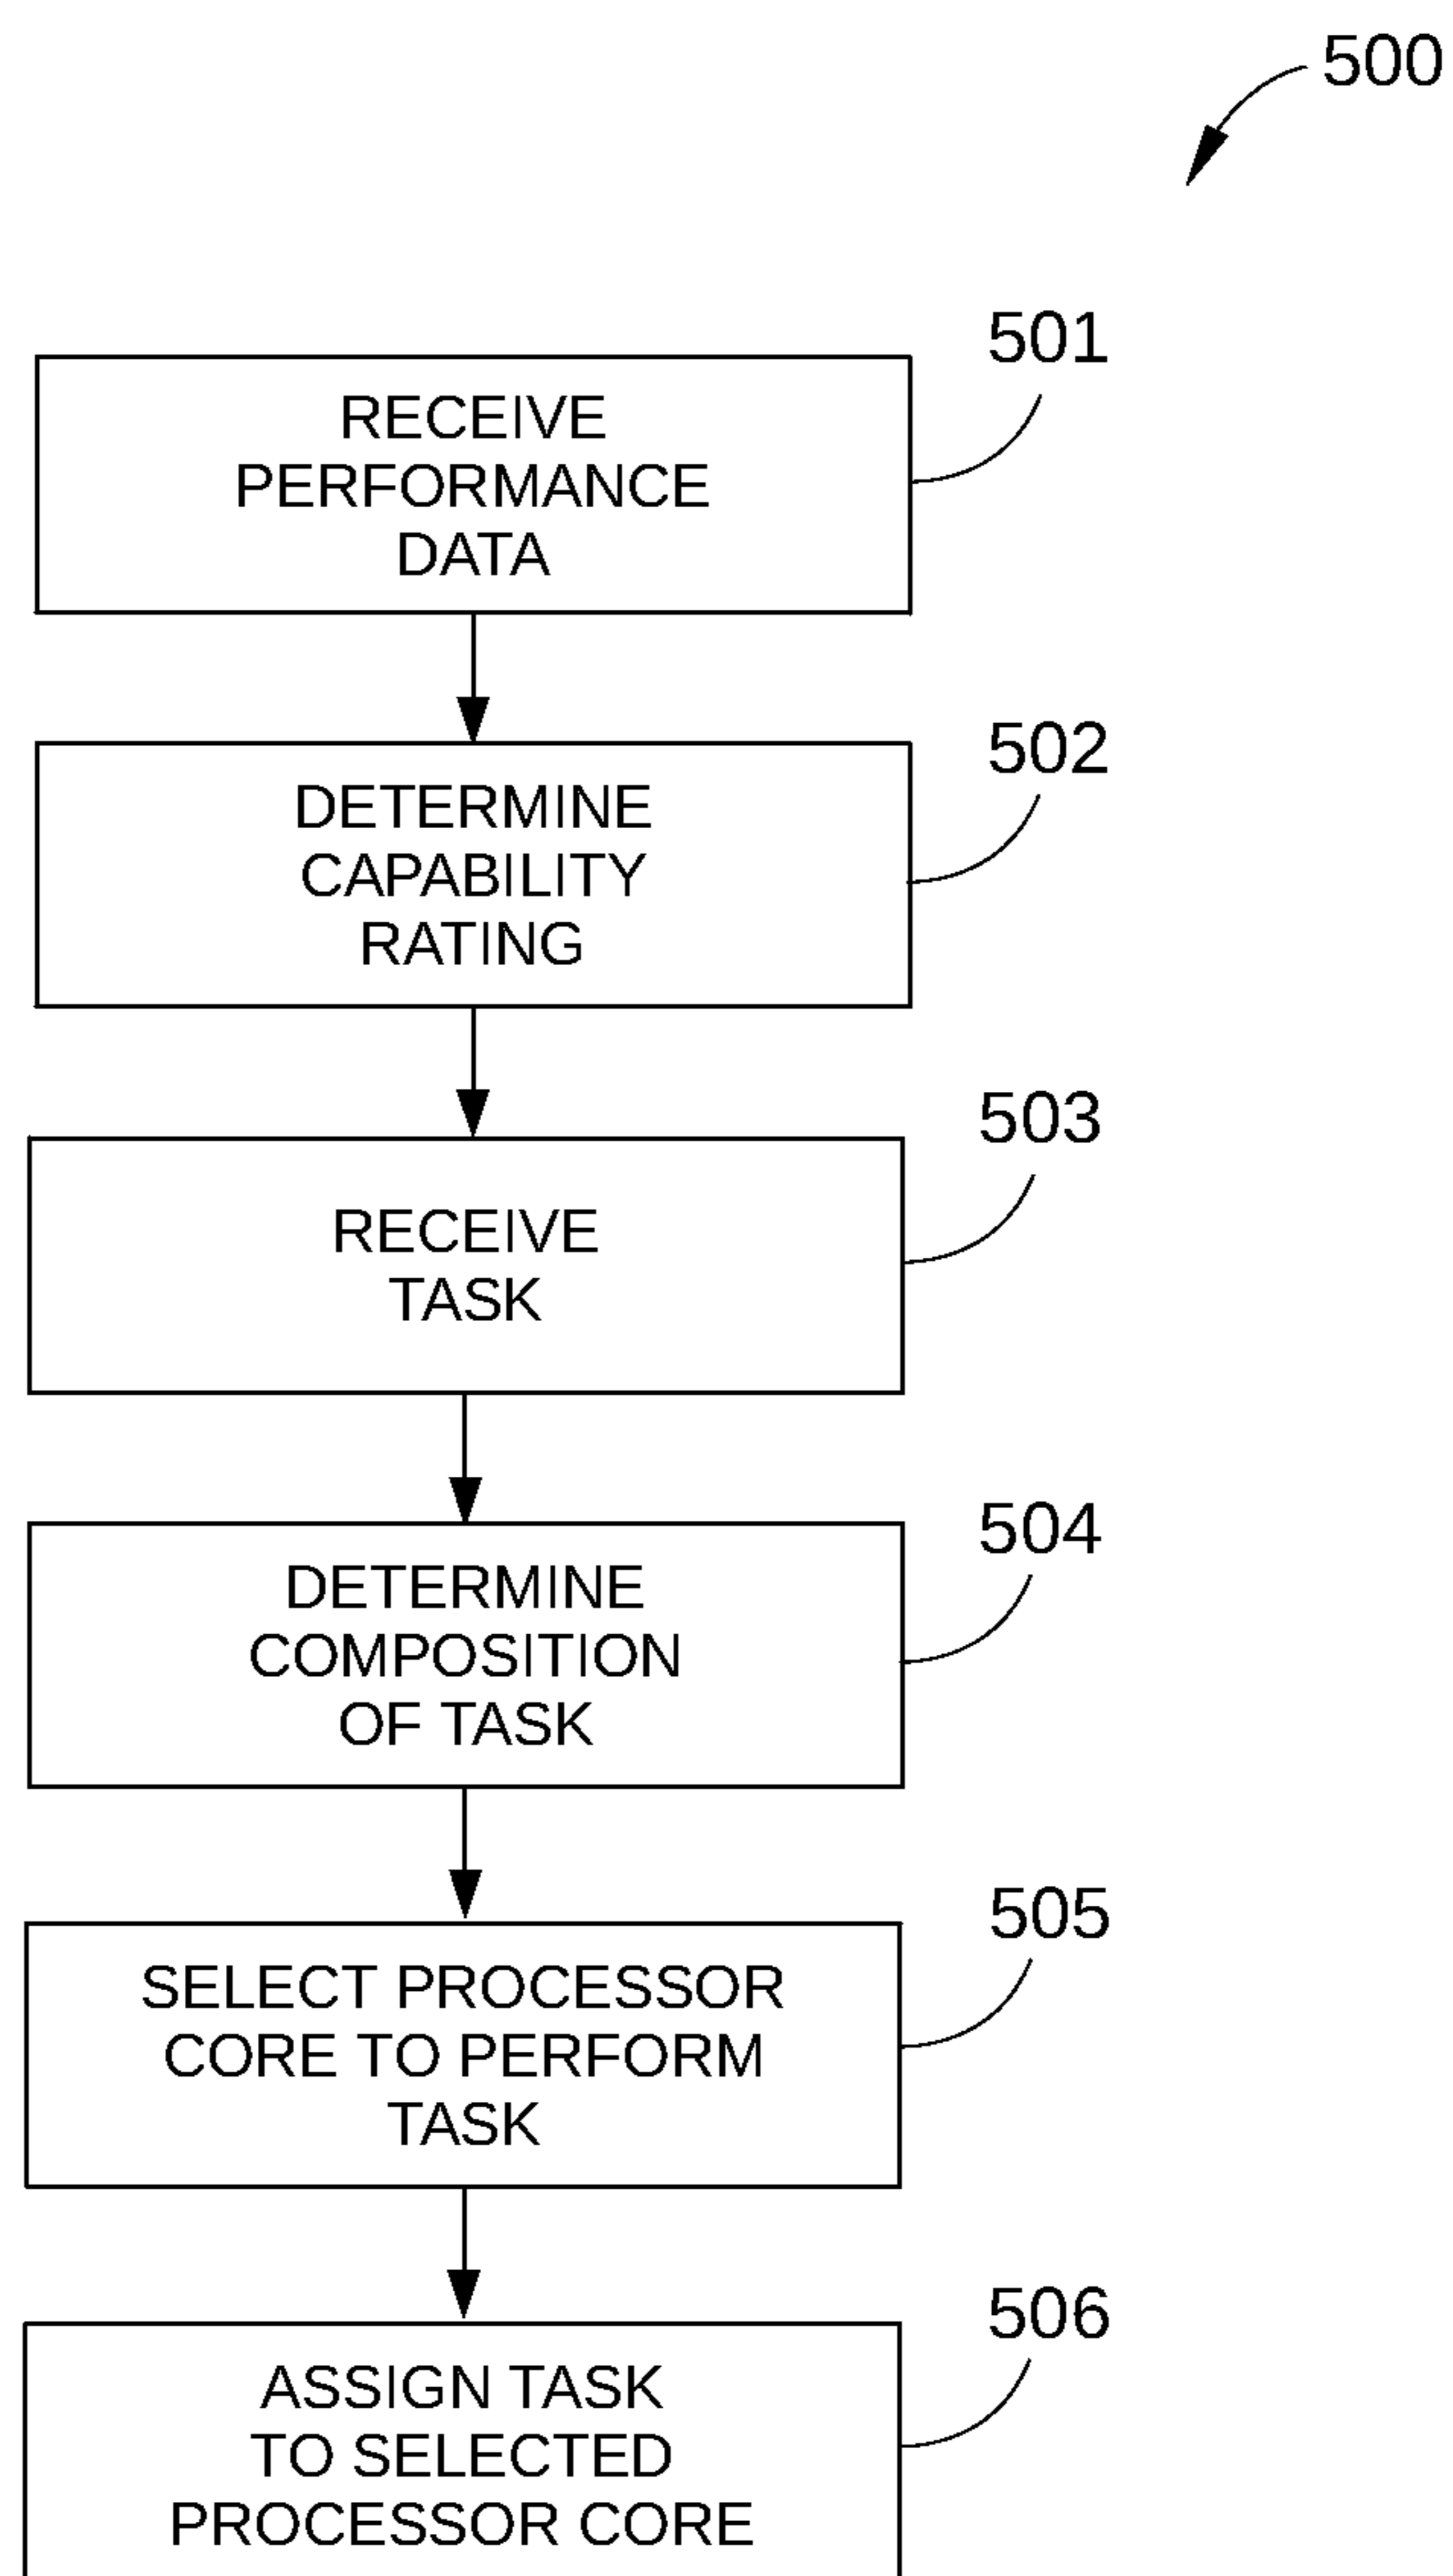 500
501
RECEIVE
PERFORMANCE
DATA
502
DETERMINE
CAPABILITY
RATING
503
RECEIVE
TASK
504
DETERMINE
COMPOSITION
OF TASK
505
SELECT PROCESSOR
CORE TO PERFORM
TASK
506
ASSIGN TASK
TO SELECTED
PROCESSOR CORE